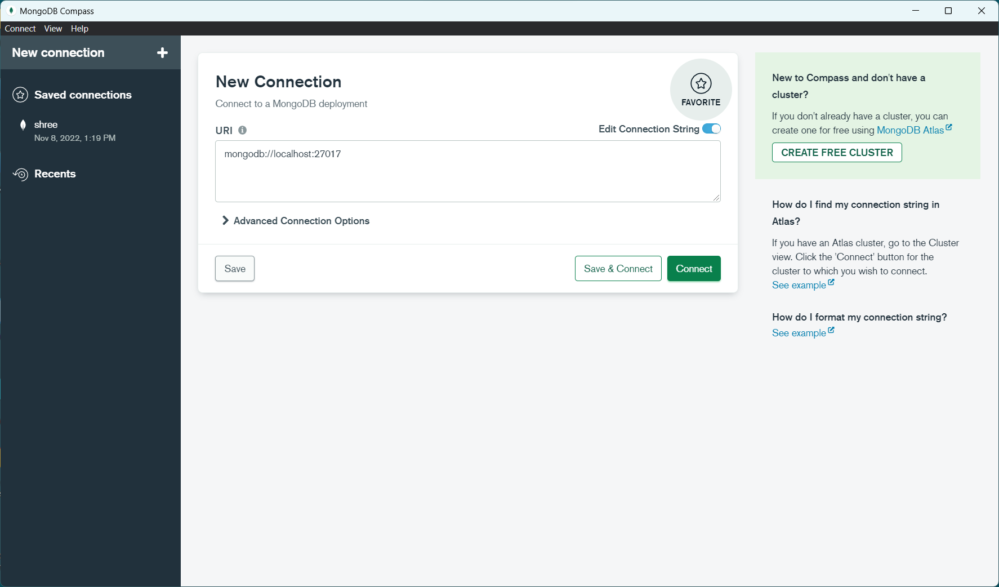 MongoDB Compass
Connect View Help
New connection
Saved connections
shree
Nov 8, 2022, 1:19 PM
Recents
New Connection
Connect to a MongoDB deployment
FAVORITE
URI
Edit Connection String
mongodb://localhost:27017
Advanced Connection Options
Save
Save & Connect
Connect
New to Compass and don't have a
cluster?
If you don't already have a cluster, you can
create one for free using MongoDB Atlas
CREATE FREE CLUSTER
How do I find my connection string in
Atlas?
If you have an Atlas cluster, go to the Cluster
view. Click the 'Connect' button for the
cluster to which you wish to connect.
See example
How do I format my connection string?
See example